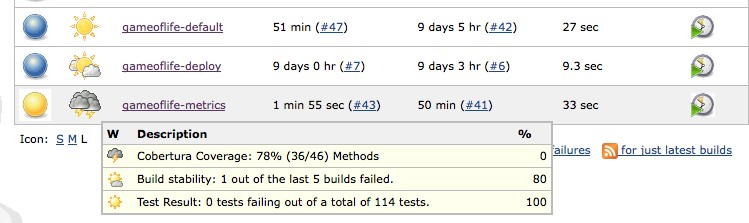 gameoflife-default 51 min (#47) 9 days 5 hr (#42) 27 sec
gameoflife-deploy 9 days 0 hr (#7) 9 days 3 hr (#6) 9.3 sec
gameoflife-metrics 1 min 55 sec (#43) 50 min (#41) 33 sec
Icon: S M L
W Description %
Cobertura Coverage: 78% (36/46) Methods 0
ailures for just latest builds
Build stability: 1 out of the last 5 builds failed. 80
Test Result: 0 tests failing out of a total of 114 tests. 100